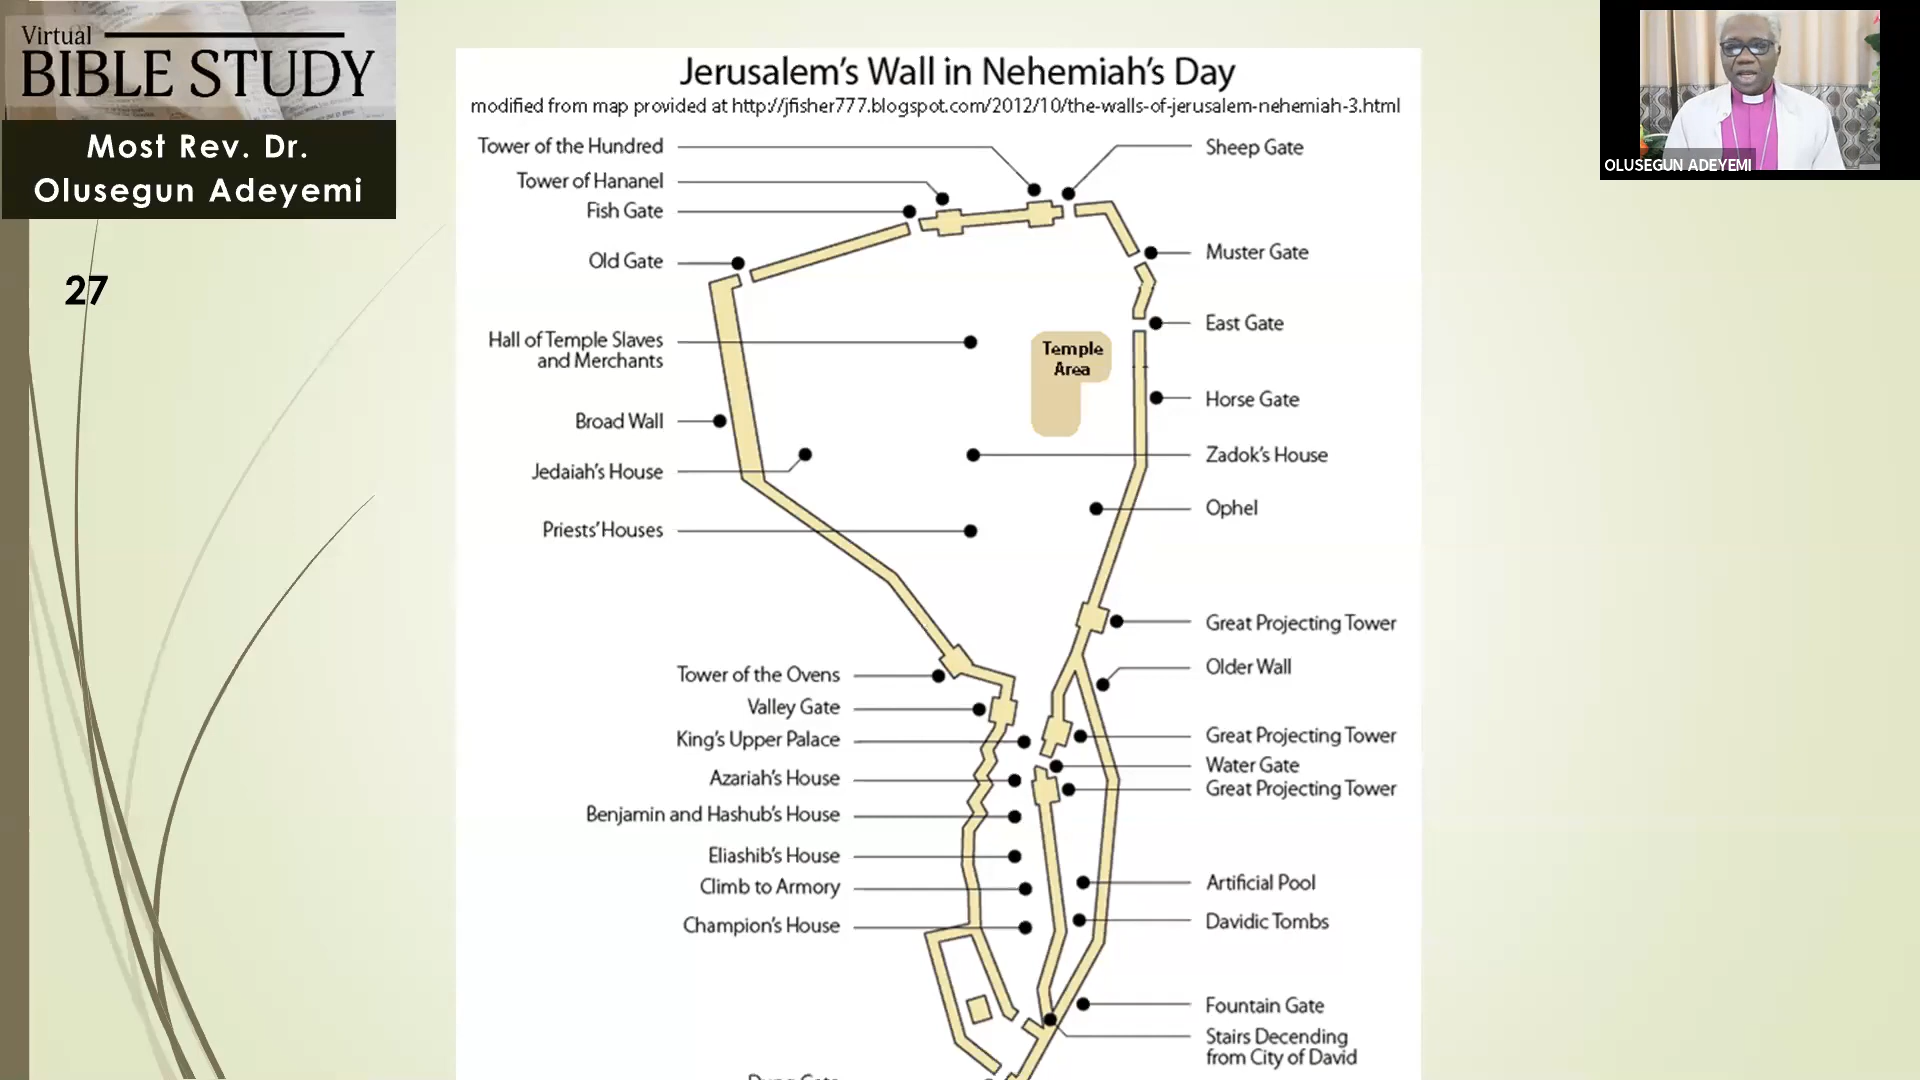 Virtual
BIBLE STUDY
Most Rev. Dr.
Olusegun Adeyemi
27
Jerusalem's Wall in Nehemiah's Day
modified from map provided at http://jfisher777.blogspot.com/2012/10/the-walls-of-jerusalem-nehemiah-3.html
Tower of the Hundred
Tower of Hananel
Fish Gate
Old Gate
Hall of Temple Slaves
and Merchants
Broad Wall
Jedaiah's House
Priests' Houses
Tower of the Ovens
Valley Gate
King's Upper Palace
Azariah's House
Benjamin and Hashub's House
Eliashib's House
Climb to Armory
Champion's House
Dung Gate
Temple
Area
Sheep Gate
Muster Gate
East Gate
Horse Gate
Zadok's House
Ophel
Great Projecting Tower
Older Wall
Great Projecting Tower
Water Gate
Great Projecting Tower
Artificial Pool
Davidic Tombs
Fountain Gate
Stairs Decending
from City of David
OLUSEGUN ADEYEMI